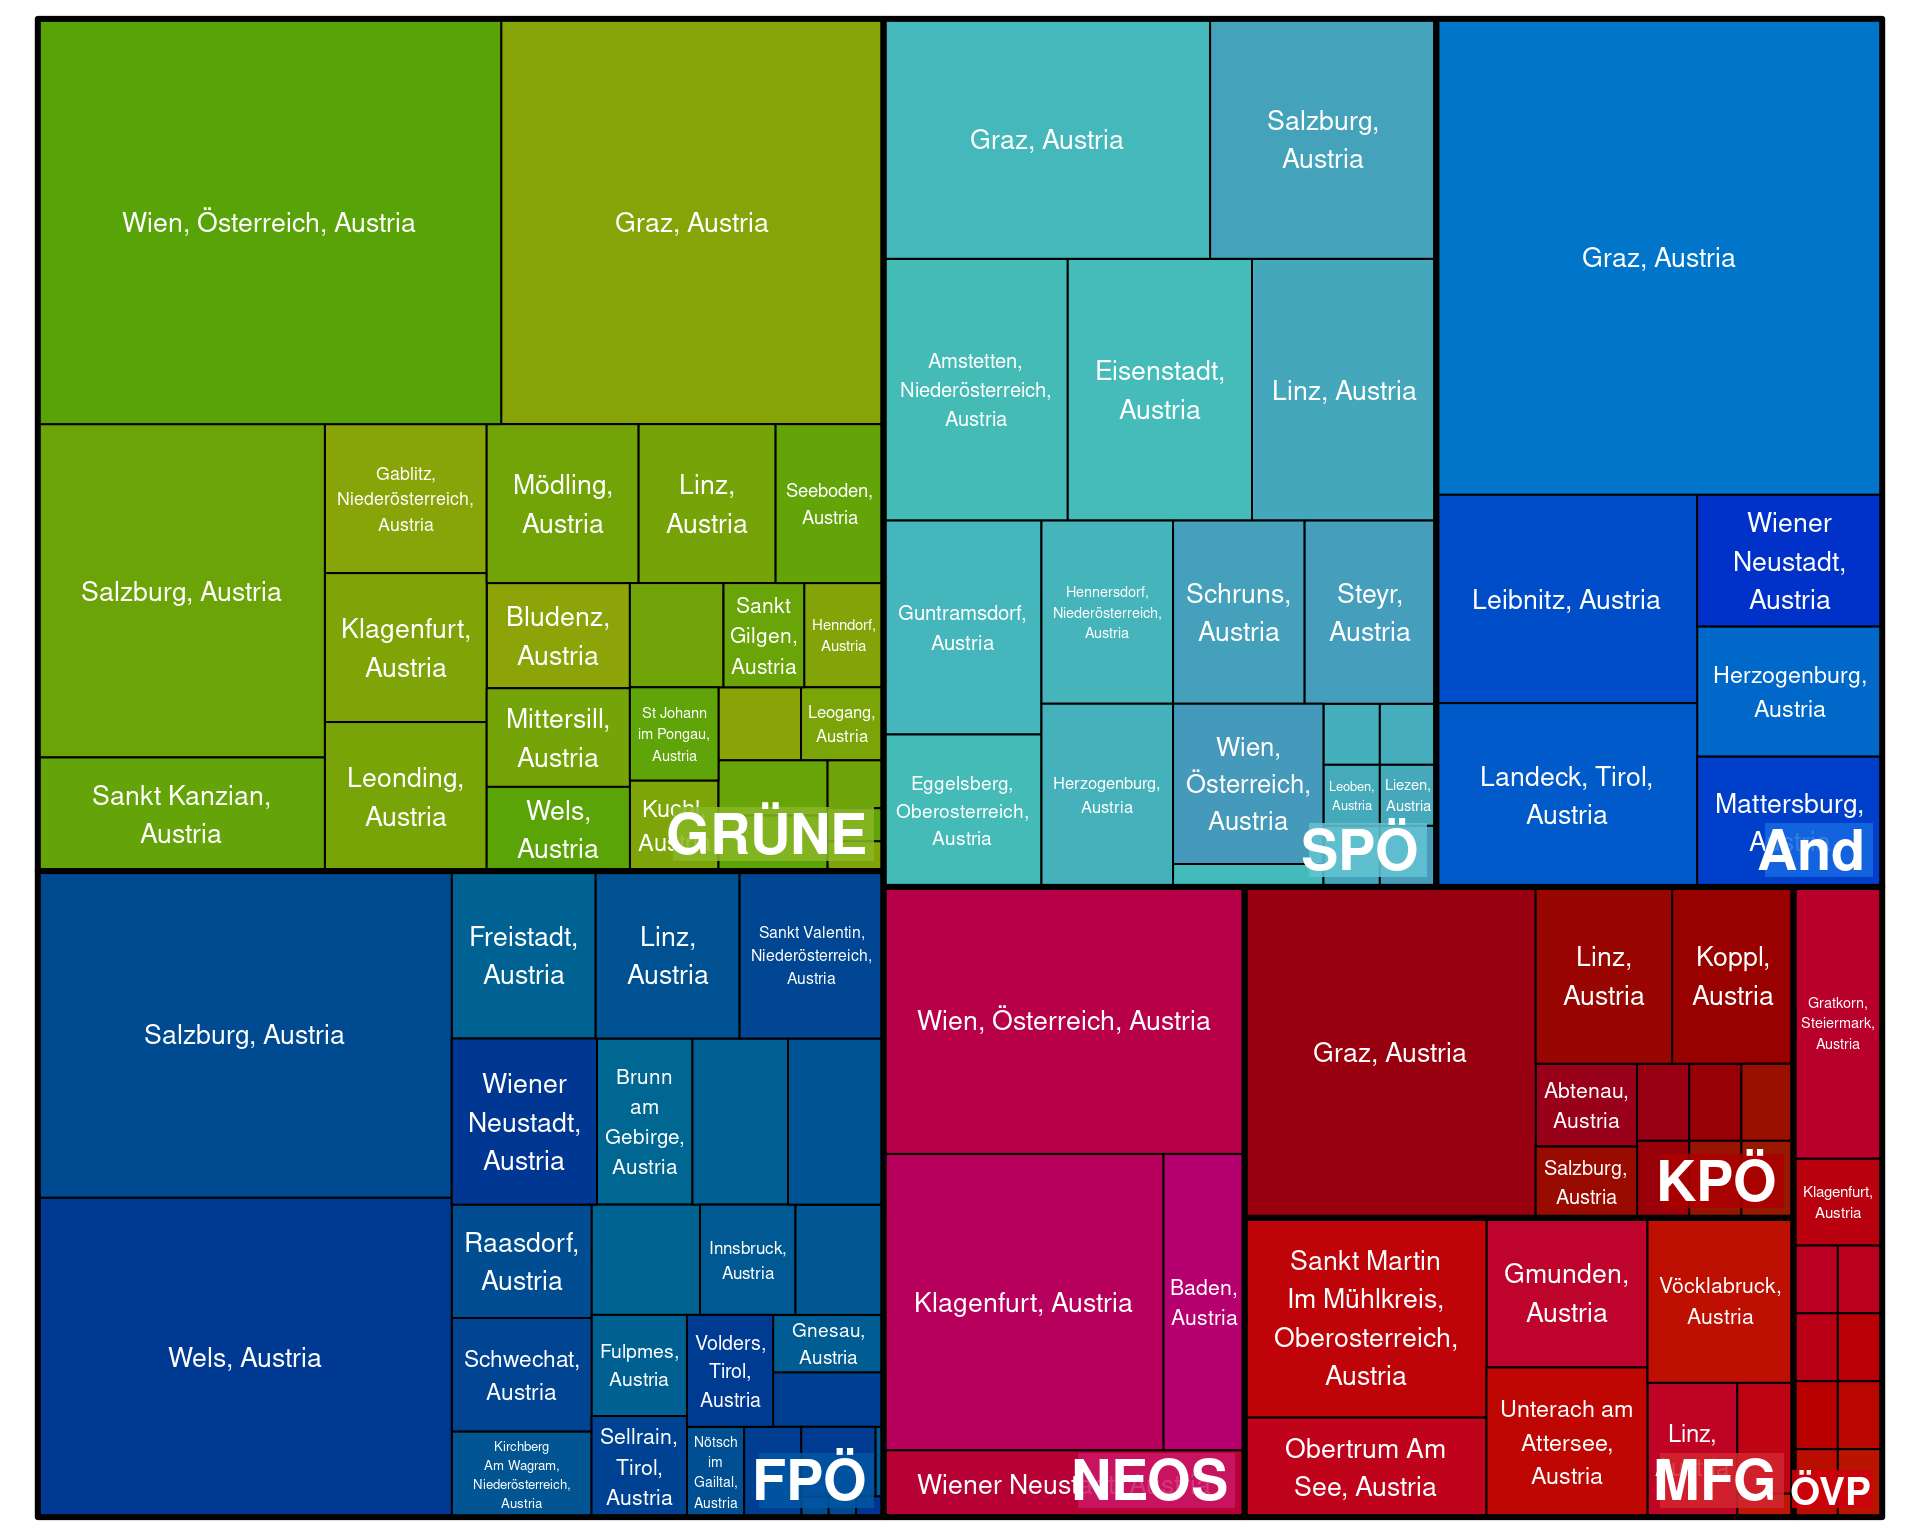 Wien, Österreich, Austria
Graz, Austria
Salzburg, Austria
Sankt Kanzian,
Austria
Gablitz,
Niederösterreich,
Austria
Klagenfurt,
Austria
Leonding,
Austria
Mödling,
Austria
Linz,
Austria
Seeboden,
Austria
Bludenz,
Austria
Mittersill,
Austria
Wels,
Austria
Sankt
Gilgen,
Austria
Henndorf,
Austria
St Johann
im Pongau,
Austria
Leogang,
Austria
Kuchl,
Austria
GRÜNE
Graz, Austria
Salzburg,
Austria
Amstetten,
Niederösterreich,
Austria
Eisenstadt,
Austria
Linz, Austria
Guntramsdorf,
Austria
Hennersdorf,
Niederösterreich,
Austria
Schruns,
Austria
Steyr,
Austria
Eggelsberg,
Oberosterreich,
Austria
Herzogenburg,
Austria
Wien,
Österreich,
Austria
Leoben,
Austria
Liezen,
Austria
SPÖ
Graz, Austria
Leibnitz, Austria
Landeck, Tirol,
Austria
Wiener
Neustadt,
Austria
Herzogenburg,
Austria
Mattersburg,
Austria
And
Salzburg, Austria
Wels, Austria
Freistadt,
Austria
Linz,
Austria
Sankt Valentin,
Niederösterreich,
Austria
Wiener
Neustadt,
Austria
Brunn
am
Gebirge,
Austria
Raasdorf,
Austria
Schwechat,
Austria
Kirchberg
Am Wagram,
Niederösterreich,
Austria
Innsbruck,
Austria
Fulpmes,
Austria
Volders,
Tirol,
Austria
Gnesau,
Austria
Sellrain,
Tirol,
Austria
Nötsch
im
Gailtal,
Austria
FPÖ
Wien, Österreich, Austria
Klagenfurt, Austria
Baden,
Austria
Wiener Neustadt, Austria
NEOS
Graz, Austria
Linz,
Austria
Koppl,
Austria
Abtenau,
Austria
Salzburg,
Austria
KPÖ
Sankt Martin
Im Mühlkreis,
Oberosterreich,
Austria
Obertrum Am
See, Austria
Gmunden,
Austria
Unterach am
Attersee,
Austria
Vöcklabruck,
Austria
Linz,
Austria
MFG
Gratkorn,
Steiermark,
Austria
Klagenfurt,
Austria
ÖVP